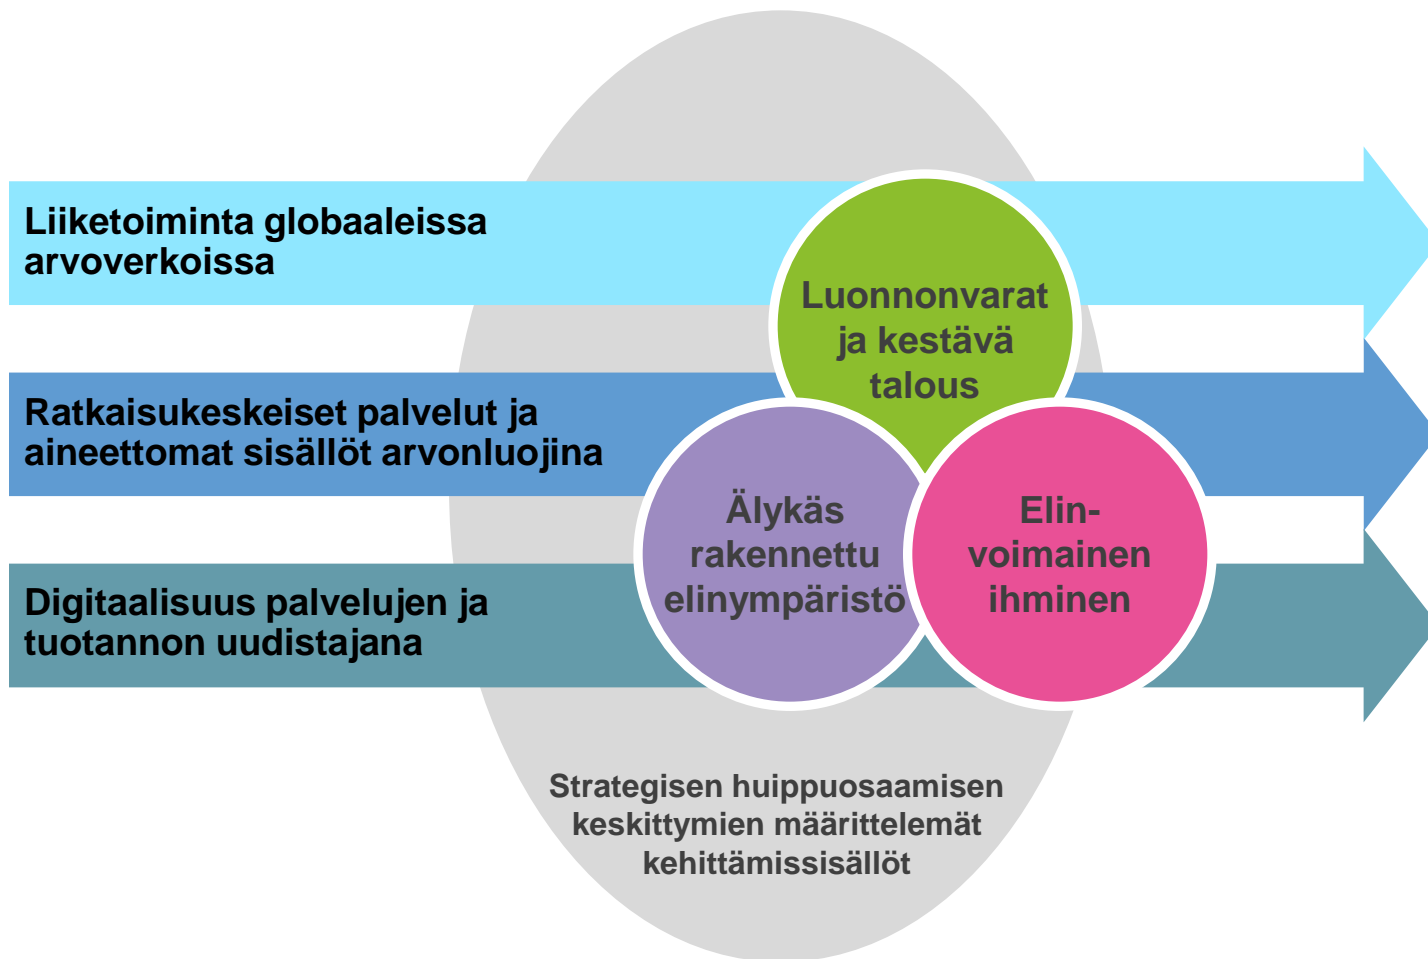 Liiketoiminta globaaleissa
arvoverkoissa
Luonnonvarat
ja kestävä
talous
Ratkaisukeskeiset palvelut ja
aineettomat sisällöt arvonluojina
Älykäs
rakennettu
elinympäristö
Elin-
voimainen
ihminen
Digitaalisuus palvelujen ja
tuotannon uudistajana
Strategisen huippuosaamisen
keskittymien määrittelemät
kehittämissisällöt